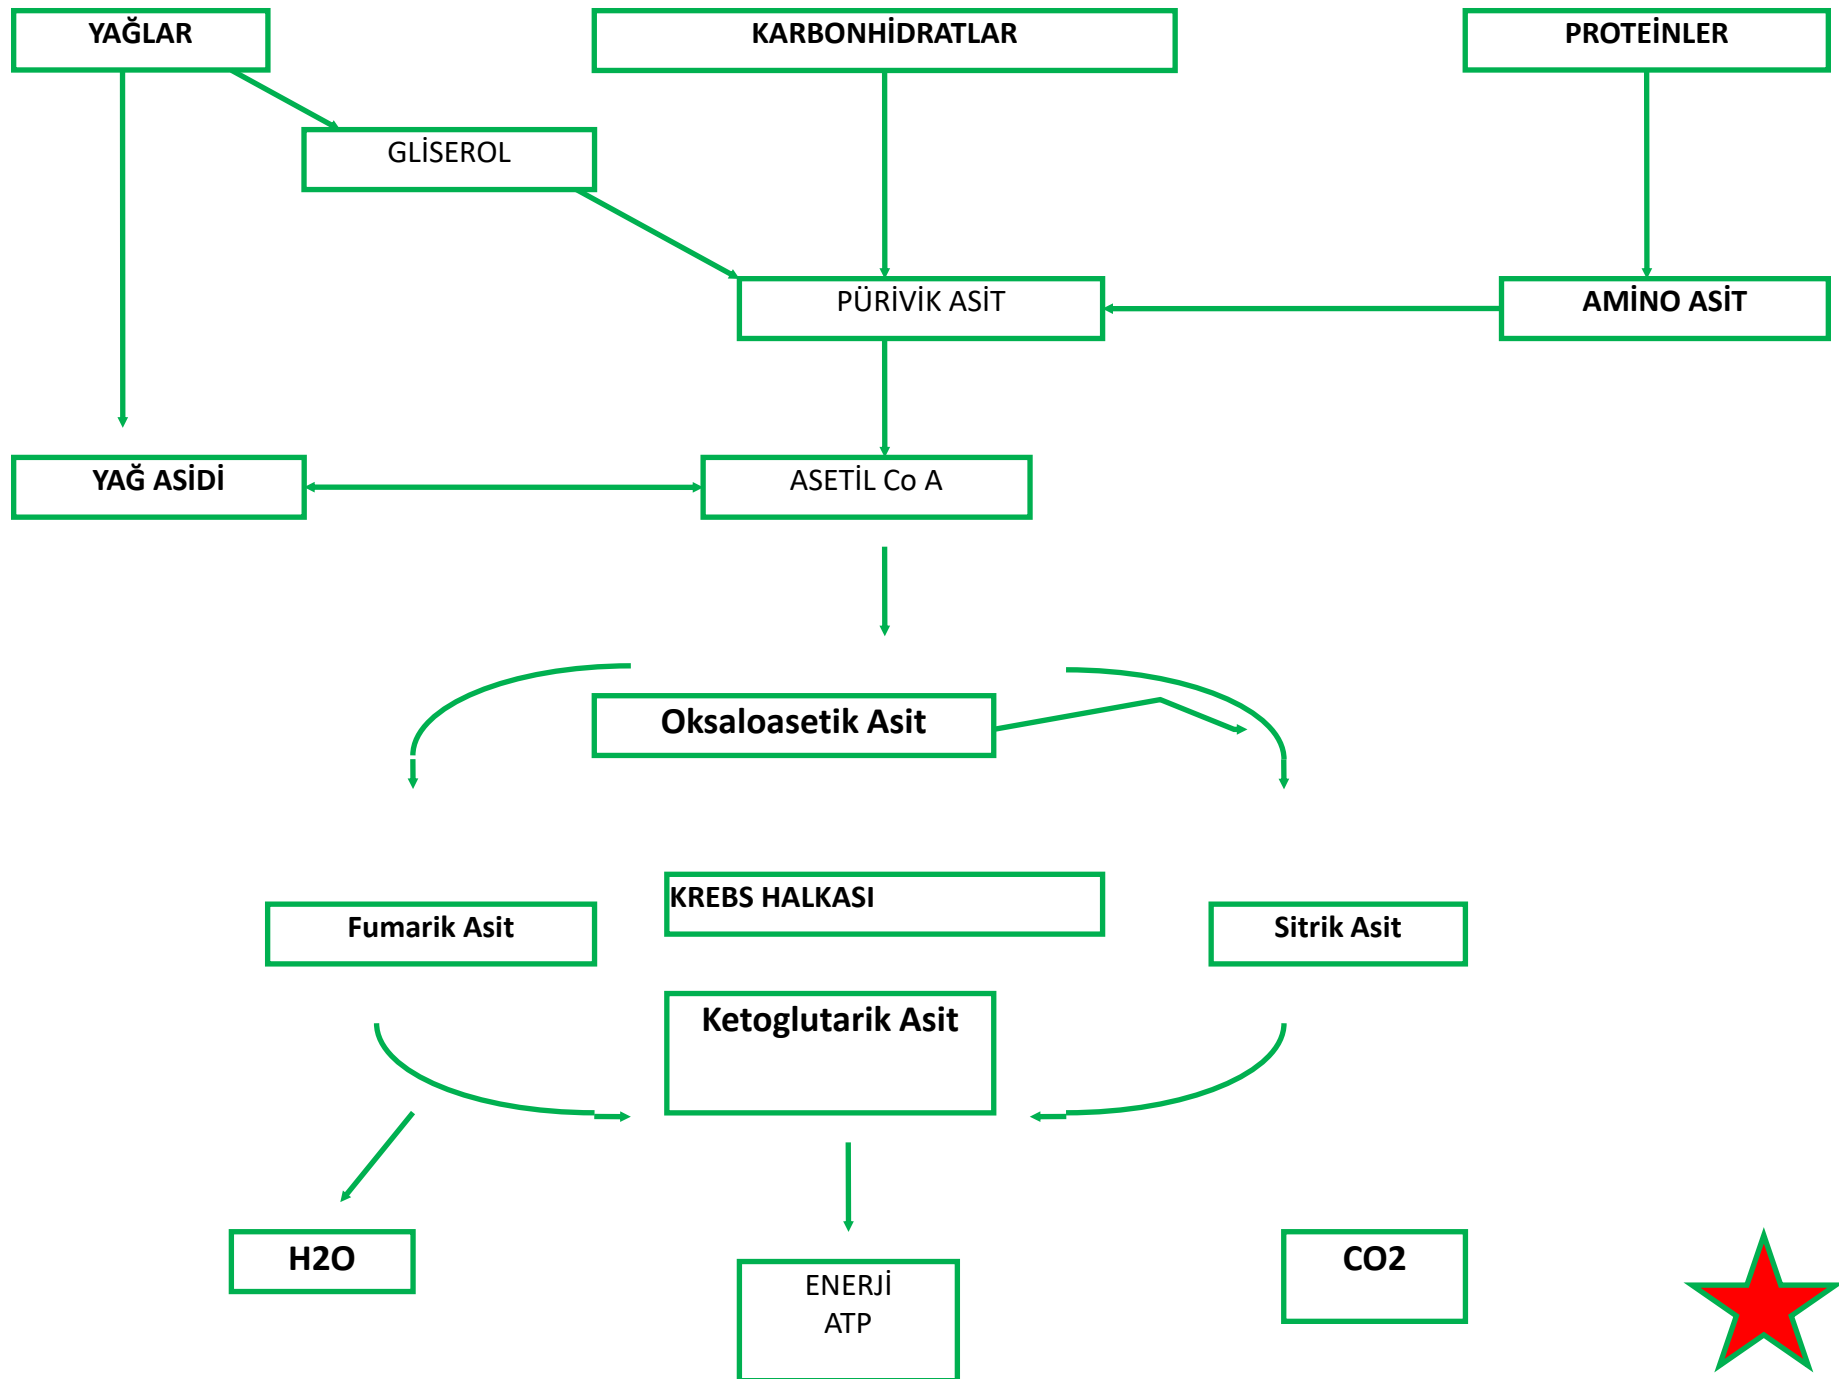 YAĞLAR
KARBONHİDRATLAR
PROTEİNLER
GLİSEROL
PÜRİVİK ASİT
AMİNO ASİT
YAĞ ASİDİ
ASETİL Co A
Oksaloasetik Asit
KREBS HALKASI
Fumarik Asit
Sitrik Asit
Ketoglutarik Asit
H2O
ENERJİ
ATP
CO2